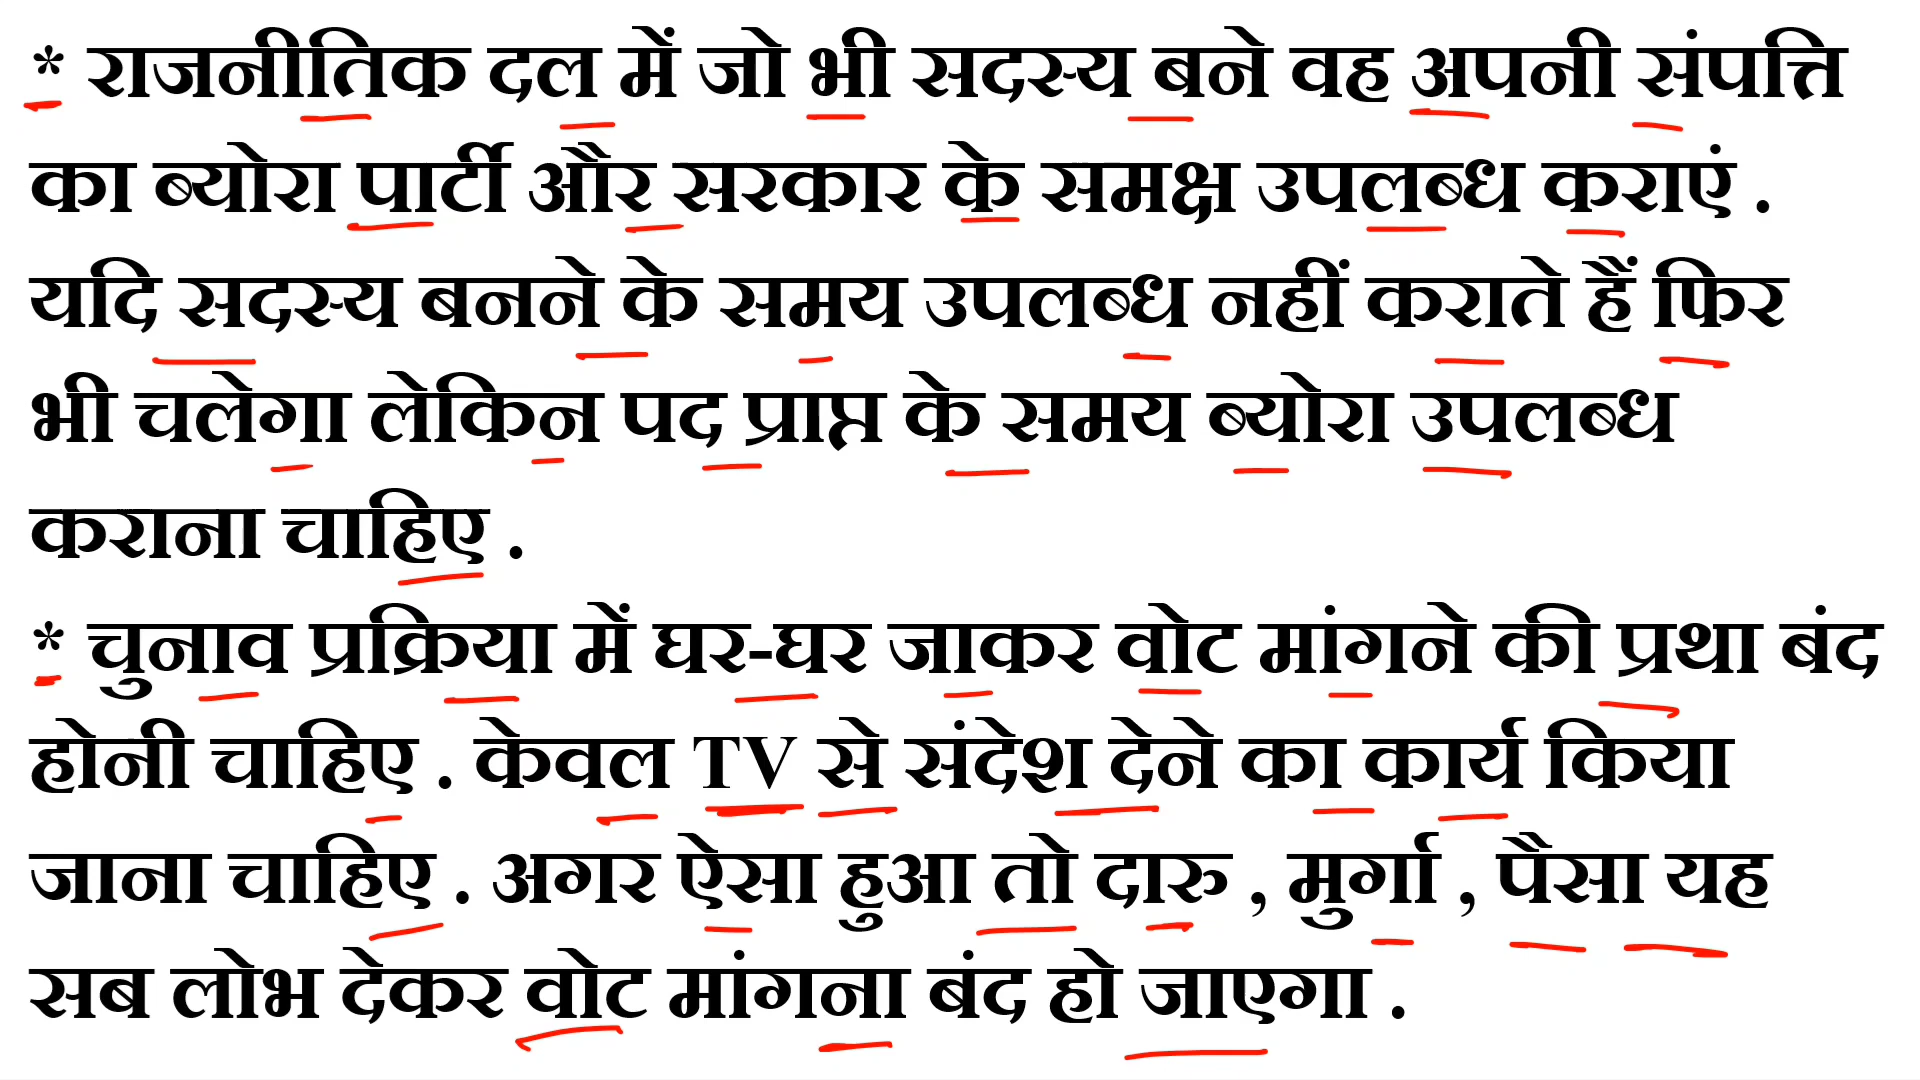 * राजनीतिक दल में जो भी सदस्य बने वह अपनी संपत्ति
का ब्योरा पार्टी और सरकार के समक्ष उपलब्ध कराएं .
यदि सदस्य बनने के समय उपलब्ध नहीं कराते हैं फिर
भी चलेगा लेकिन पद प्राप्त के समय ब्योरा उपलब्ध
कराना चाहिए .
* चुनाव प्रक्रिया में घर-घर जाकर वोट मांगने की प्रथा बंद
होनी चाहिए . केवल TV से संदेश देने का कार्य किया
जाना चाहिए . अगर ऐसा हुआ तो दारु , मुर्गा , पैसा यह
सब लोभ देकर वोट मांगना बंद हो जाएगा .